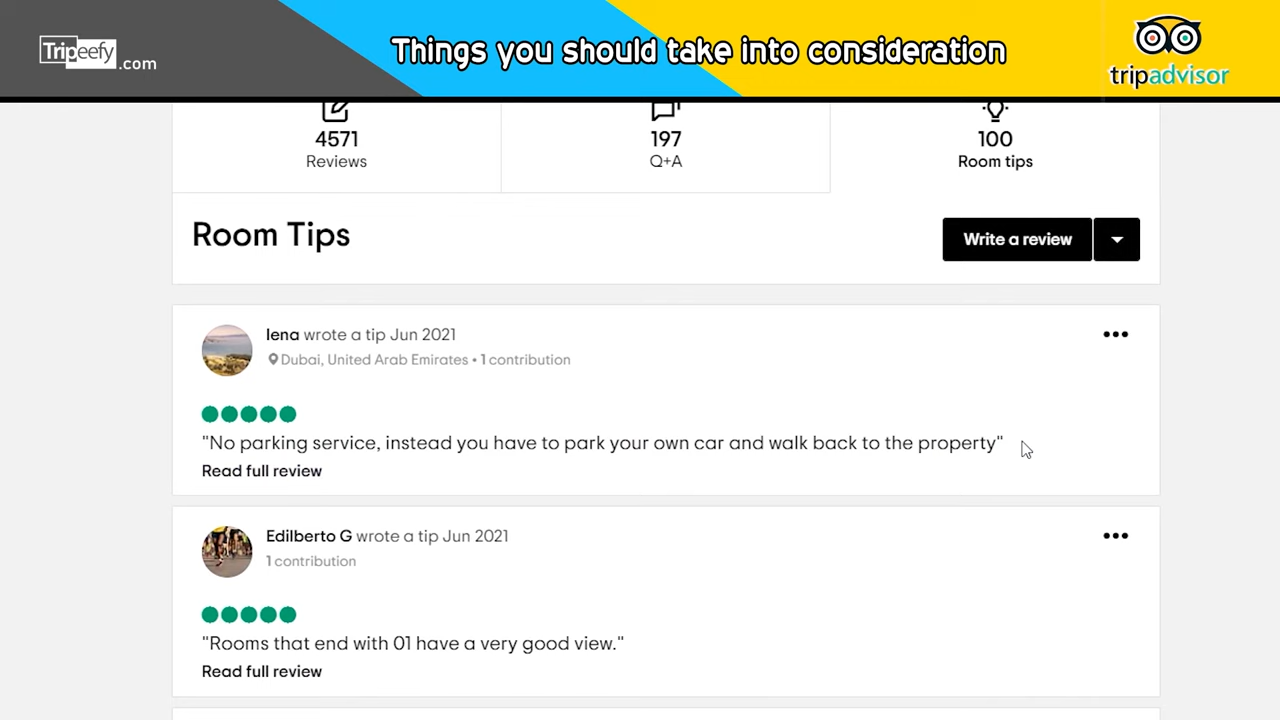 Tripeefy.com
Things you should take into consideration
tripadvisor
4571
Reviews
197
Q+A
100
Room tips
Room Tips
Write a review
lena wrote a tip Jun 2021
Dubai, United Arab Emirates • 1 contribution
"No parking service, instead you have to park your own car and walk back to the property"
Read full review
Edilberto G wrote a tip Jun 2021
1 contribution
"Rooms that end with 01 have a very good view."
Read full review